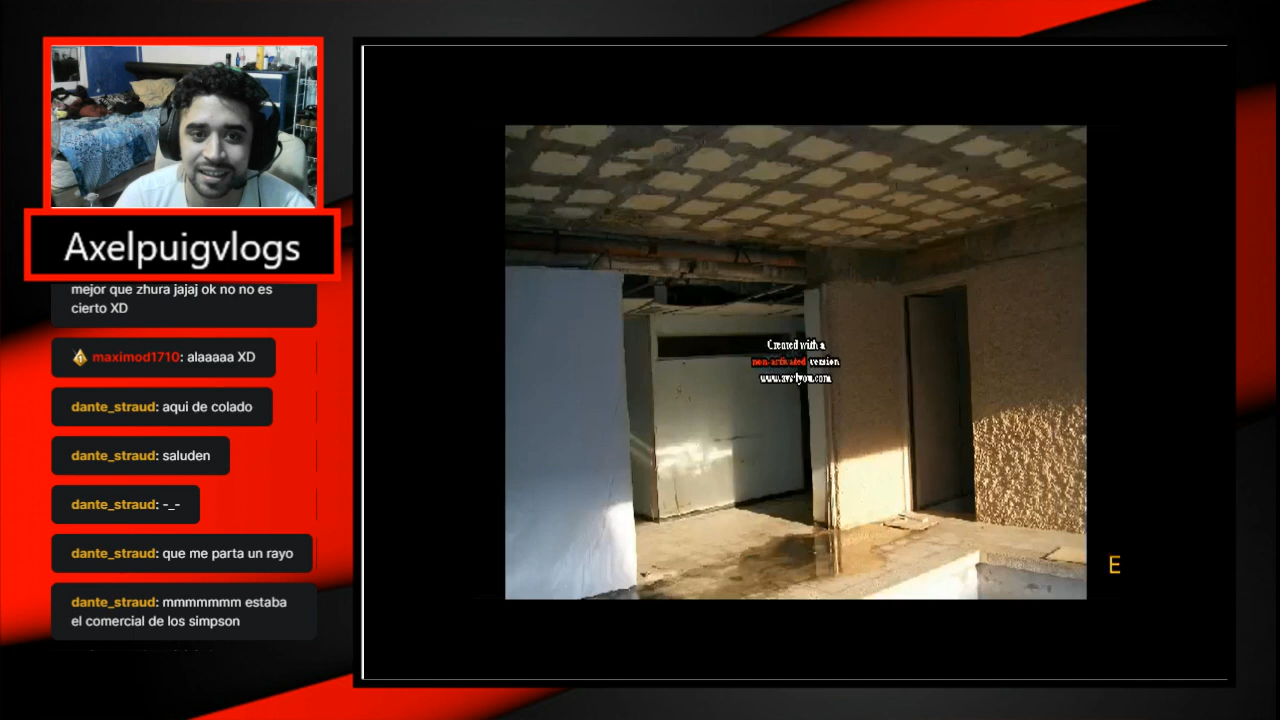 Axelpuigvlogs
mejor que zhura jajaj ok no no es
cierto XD
maximod1710: alaaaaa XD
dante_straud: aqui de colado
dante_straud: saluden
dante_straud: -_-
dante_straud: que me parta un rayo
dante_straud: mmmmmmm estaba
el comercial de los simpson
Created with a
non-activated version
www.avs4you.com
E